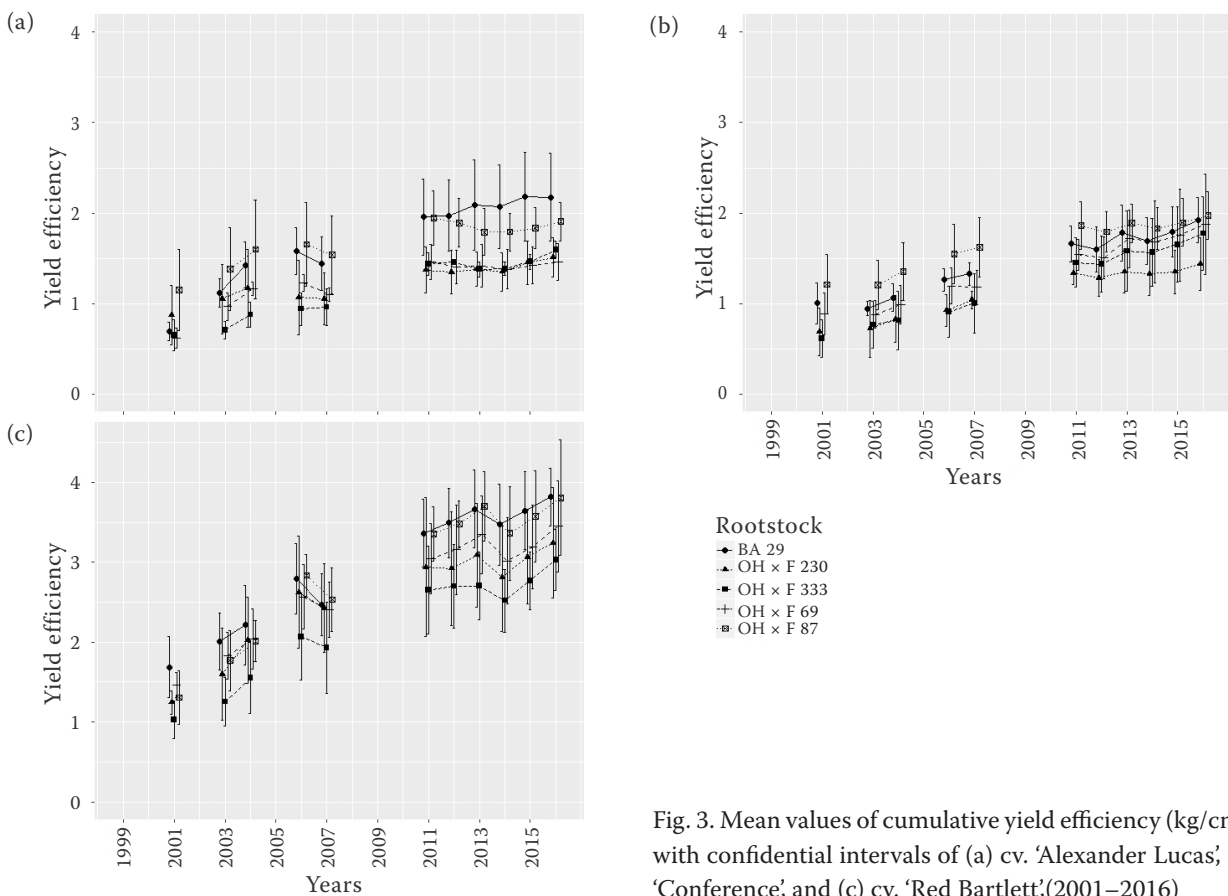 (a)
4
3
2
1
0
Yield efficiency
(b)
4
3
2
1
0
Yield efficiency
1999
2001
2003
2005
2007
2009
2011
2013
2015
Years
(c)
4
3
2
1
0
Yield efficiency
1999
2001
2003
2005
2007
2009
2011
2013
2015
Years
Rootstock
BA 29
OH × F 230
OH × F 333
OH × F 69
OH × F 87
Fig. 3. Mean values of cumulative yield efficiency (kg/cm
with confidential intervals of (a) cv. ‘Alexander Lucas’,
‘Conference’, and (c) cv. ‘Red Bartlett’,(2001–2016)